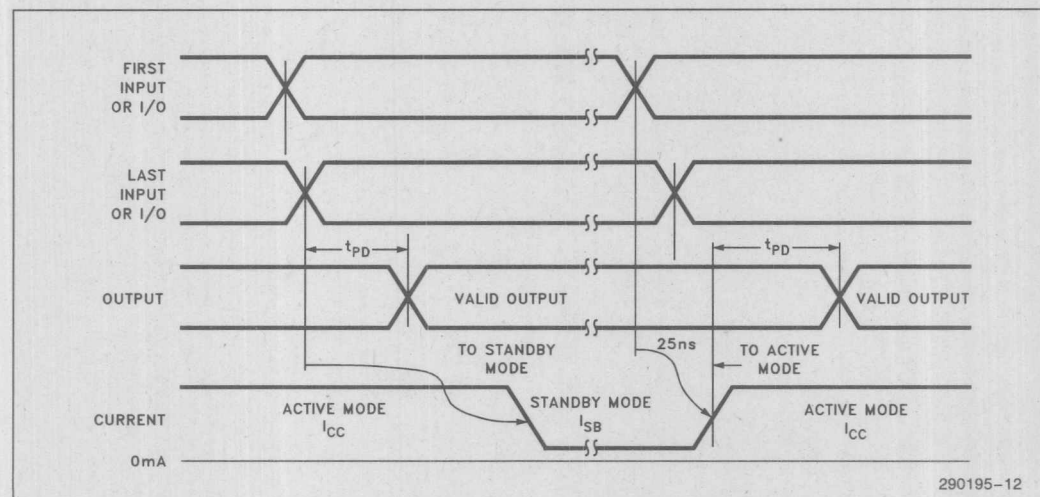 FIRST
INPUT
OR I/O
LAST
INPUT
OR I/O
tPD
tPD
OUTPUT
VALID OUTPUT
VALID OUTPUT
TO STANDBY
MODE
25ns
TO ACTIVE
MODE
CURRENT
ACTIVE MODE
ICC
STANDBY MODE
ISB
ACTIVE MODE
ICC
0mA
290195-12